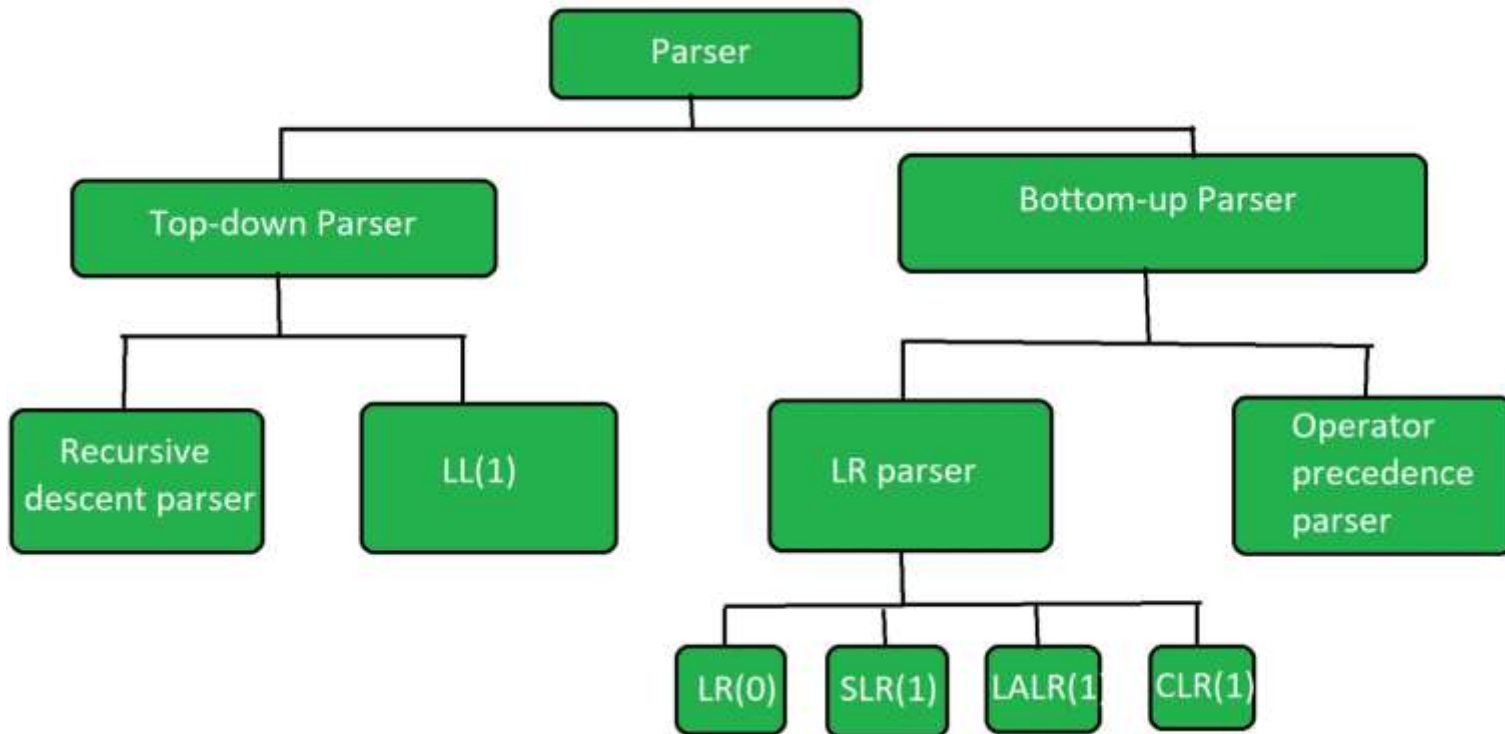 Parser
Top-down Parser
Bottom-up Parser
Recursive
descent parser
LL(1)
LR parser
Operator
precedence
parser
LR(0)
SLR(1)
LALR(1)
CLR(1)